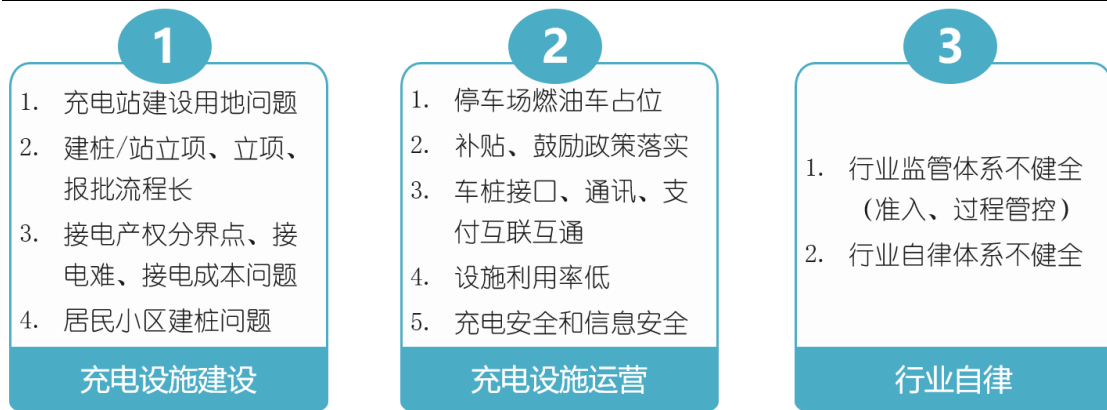 1
1. 充电站建设用地问题
2. 建桩/站立项、立项、
报批流程长
3. 接电产权分界点、接
电难、接电成本问题
4. 居民小区建桩问题
充电设施建设
2
1. 停车场燃油车占位
2. 补贴、鼓励政策落实
3. 车桩接口、通讯、支
付互联互通
4. 设施利用率低
5. 充电安全和信息安全
充电设施运营
3
1. 行业监管体系不健全
(准入、过程管控)
2. 行业自律体系不健全
行业自律